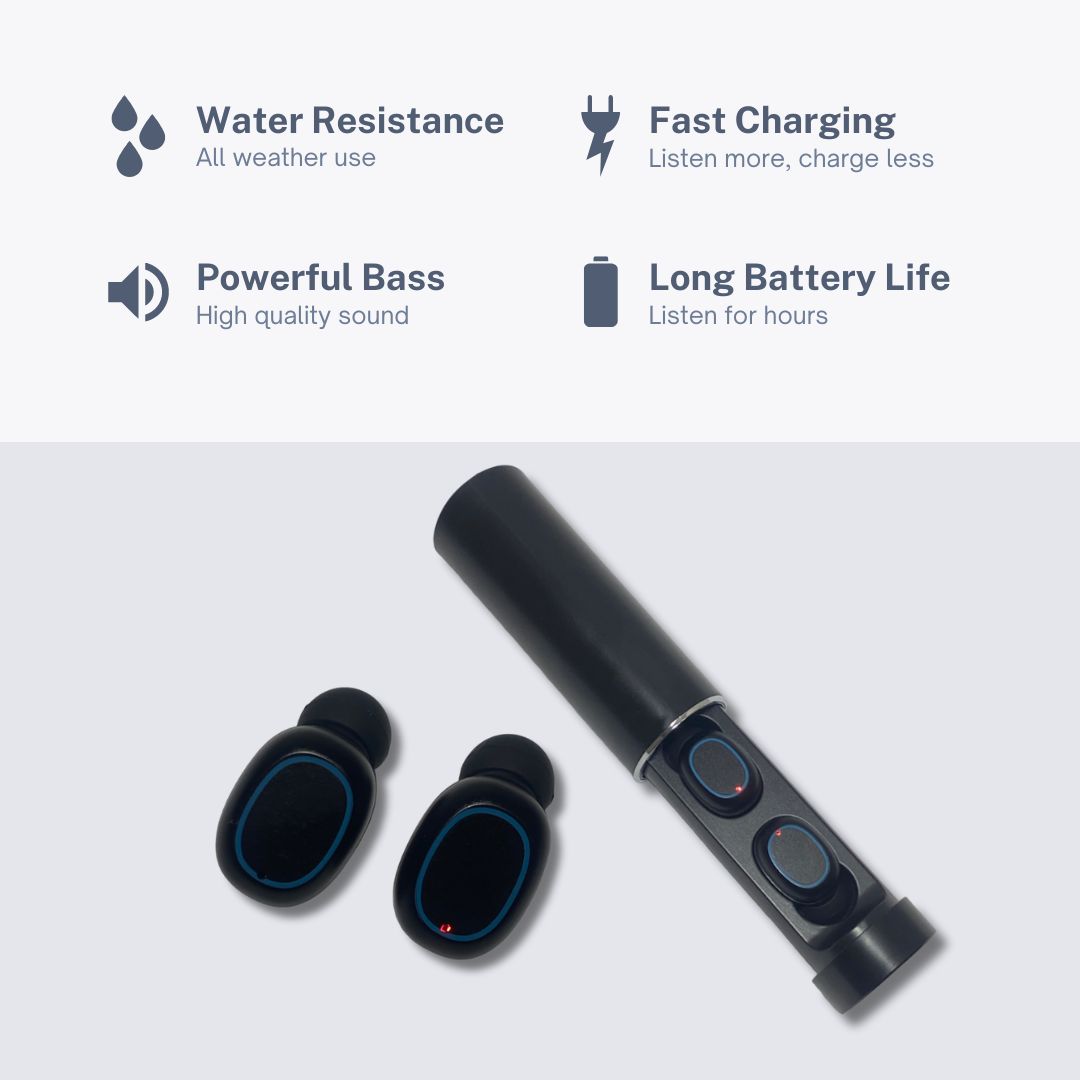 Water Resistance
All weather use
Fast Charging
Listen more, charge less
Powerful Bass
High quality sound
Long Battery Life
Listen for hours